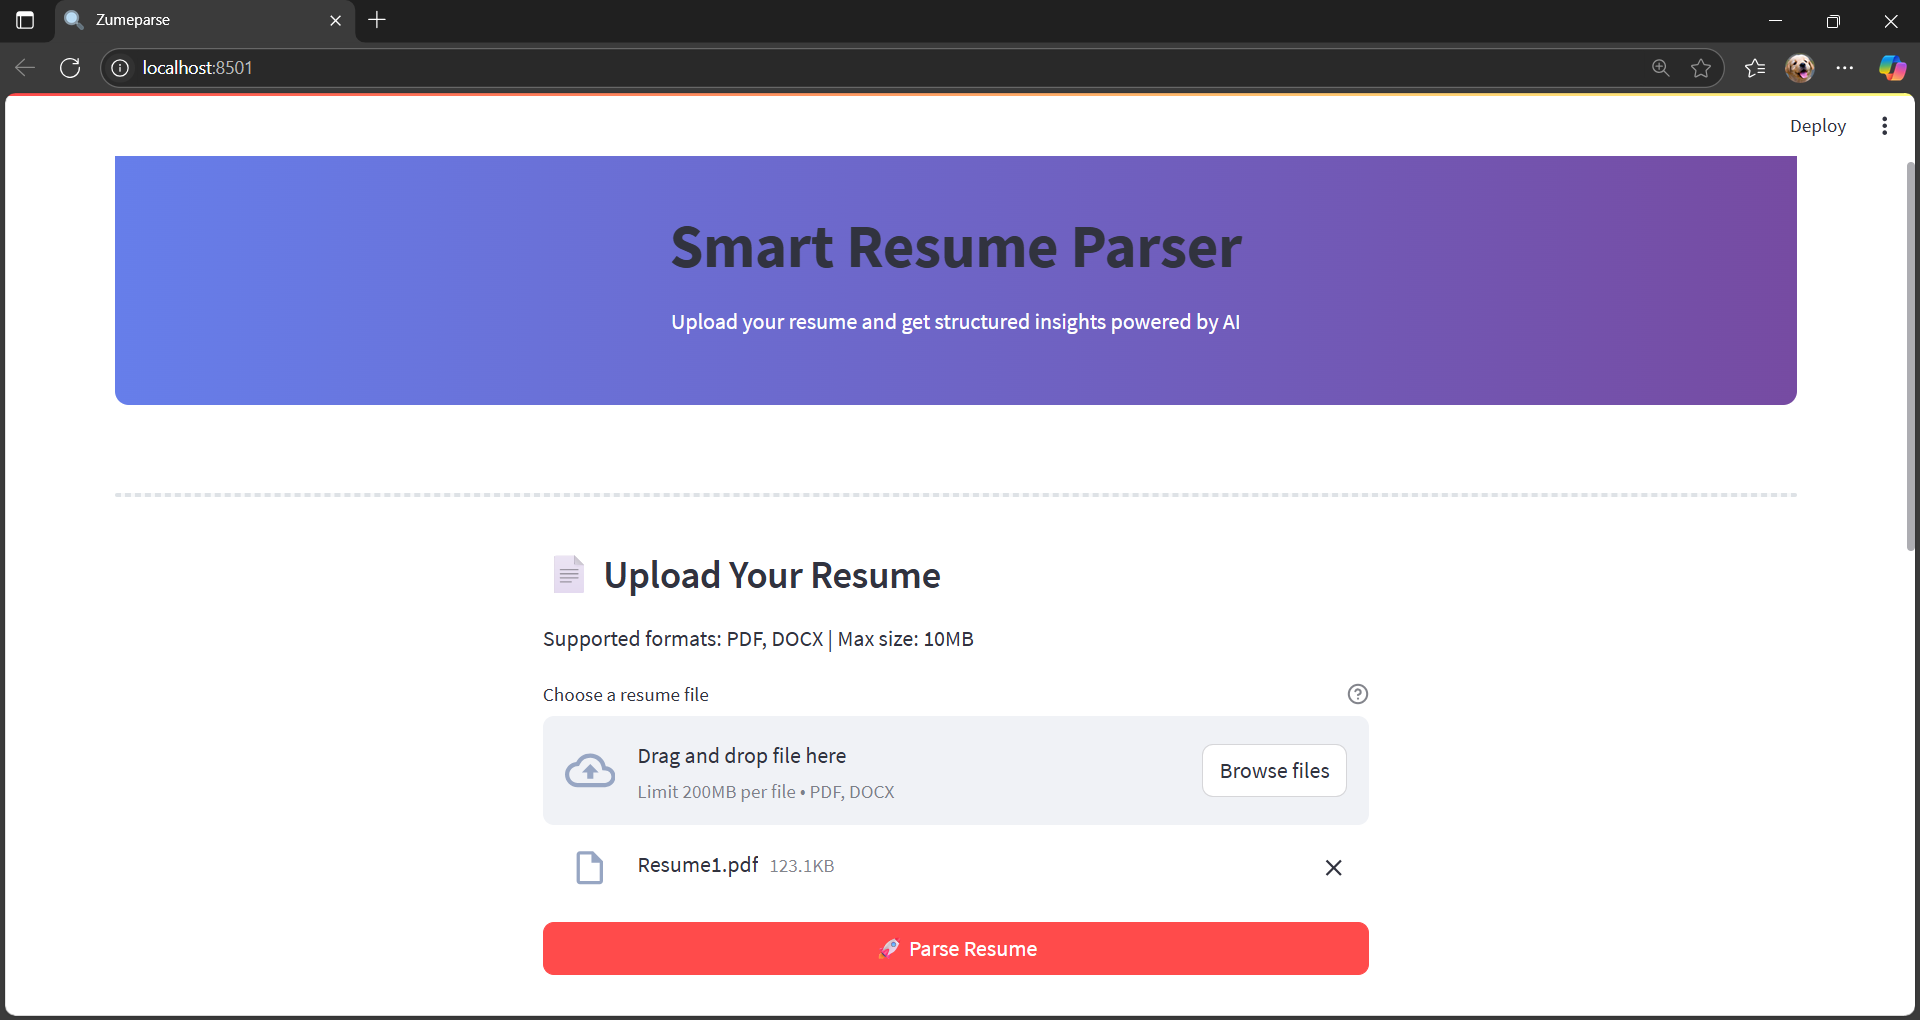 Zumeparse
localhost:8501
Deploy
Smart Resume Parser
Upload your resume and get structured insights powered by AI
Upload Your Resume
Supported formats: PDF, DOCX | Max size: 10MB
Choose a resume file
Drag and drop file here
Limit 200MB per file • PDF, DOCX
Browse files
Resume1.pdf 123.1KB
🚀 Parse Resume